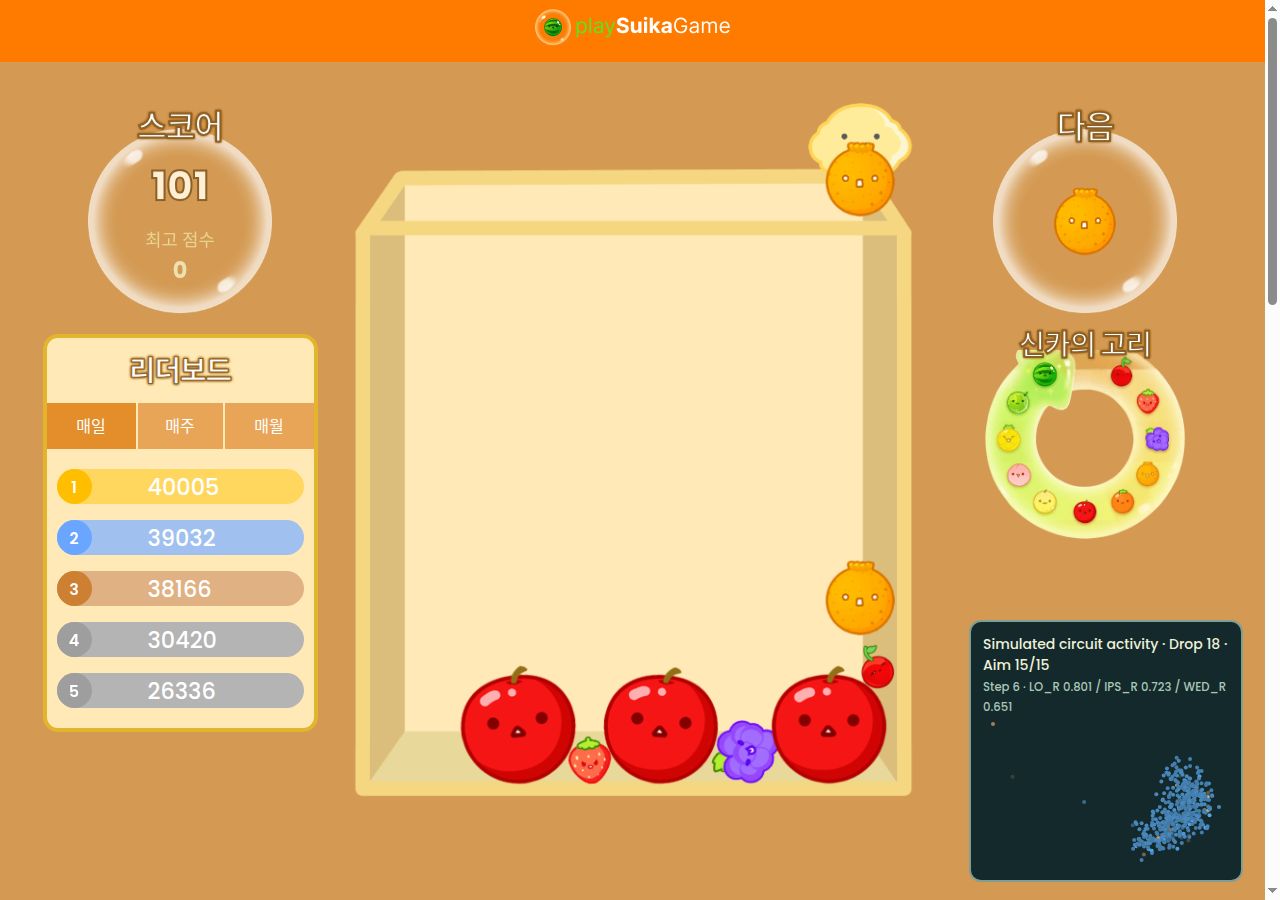 playSuikaGame
스코어
101
최고 점수
0
다음
신카의 고리
리더보드
매일 매주 매월
1 40005
2 39032
3 38166
4 30420
5 26336
Simulated circuit activity · Drop 18 ·
Aim 15/15
Step 6 · LO_R 0.801 / IPS_R 0.723 / WED_R
0.651